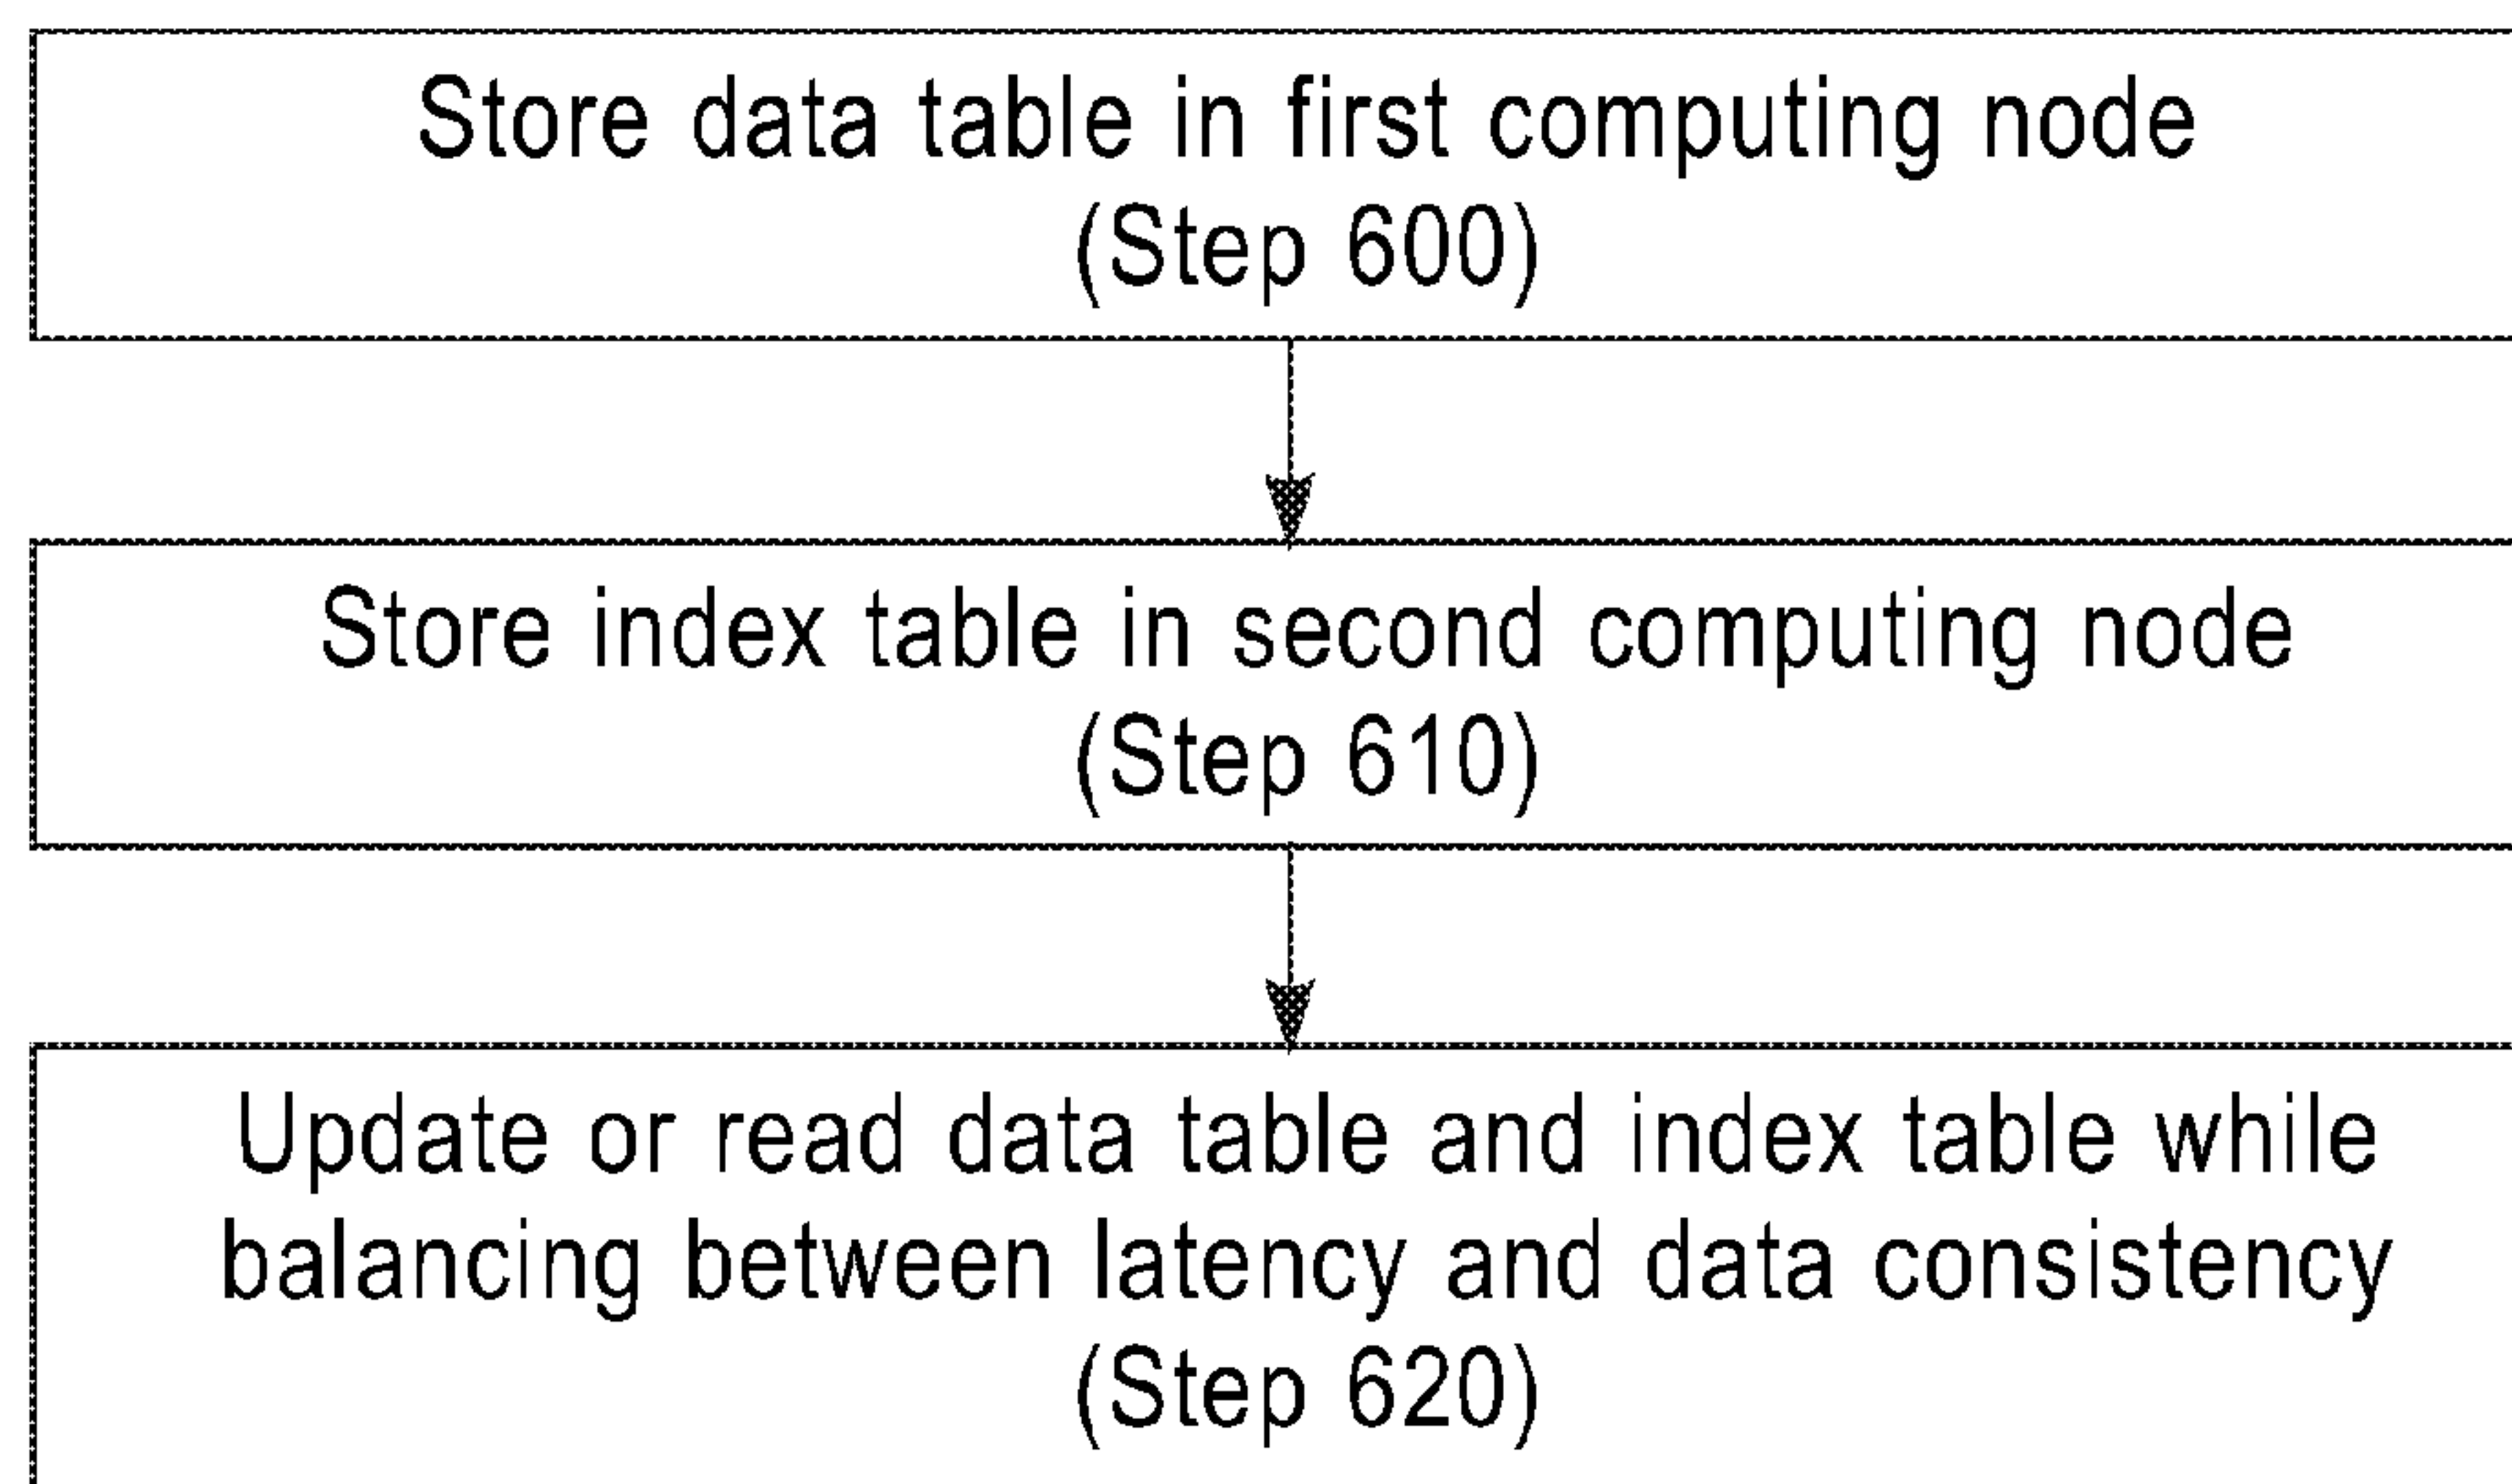 Store data table in first computing node
(Step 600)
Store index table in second computing node
(Step 610)
Update or read data table and index table while
balancing between latency and data consistency
(Step 620)